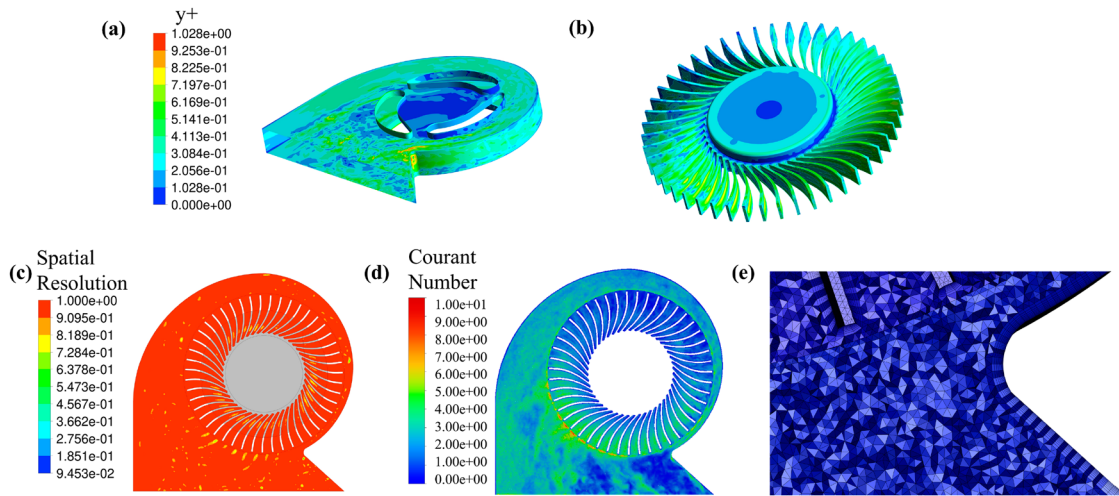 (a)
y+
1.028e+00
9.253e-01
8.225e-01
7.197e-01
6.169e-01
5.141e-01
4.113e-01
3.084e-01
2.056e-01
1.028e-01
0.000e+00
(b)
(c)
Spatial
Resolution
1.000e+00
9.095e-01
8.189e-01
7.284e-01
6.378e-01
5.473e-01
4.567e-01
3.662e-01
2.756e-01
1.851e-01
9.453e-02
(d)
Courant
Number
1.00e+01
9.00e+00
8.00e+00
7.00e+00
6.00e+00
5.00e+00
4.00e+00
3.00e+00
2.00e+00
1.00e+00
0.00e+00
(e)